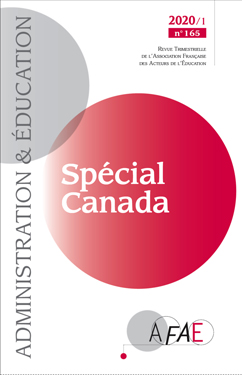 2020/1
n° 165
Revue Trimestrielle
de l'Association Française
des Acteurs de l'Éducation
ADMINISTRATION & ÉDUCATION
Spécial
Canada
AFAE